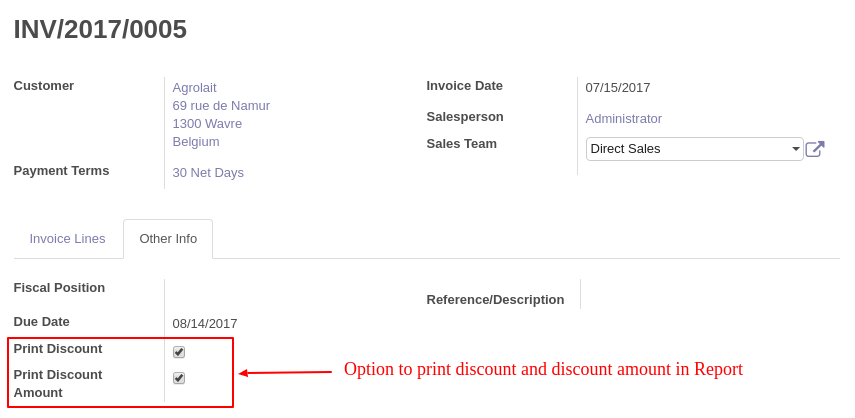 INV/2017/0005
Customer
Agrolait
69 rue de Namur
1300 Wavre
Belgium
Payment Terms
30 Net Days
Invoice Date
07/15/2017
Salesperson
Administrator
Sales Team
Direct Sales
Invoice Lines
Other Info
Fiscal Position
Reference/Description
Due Date
08/14/2017
Print Discount
Print Discount
Amount
Option to print discount and discount amount in Report